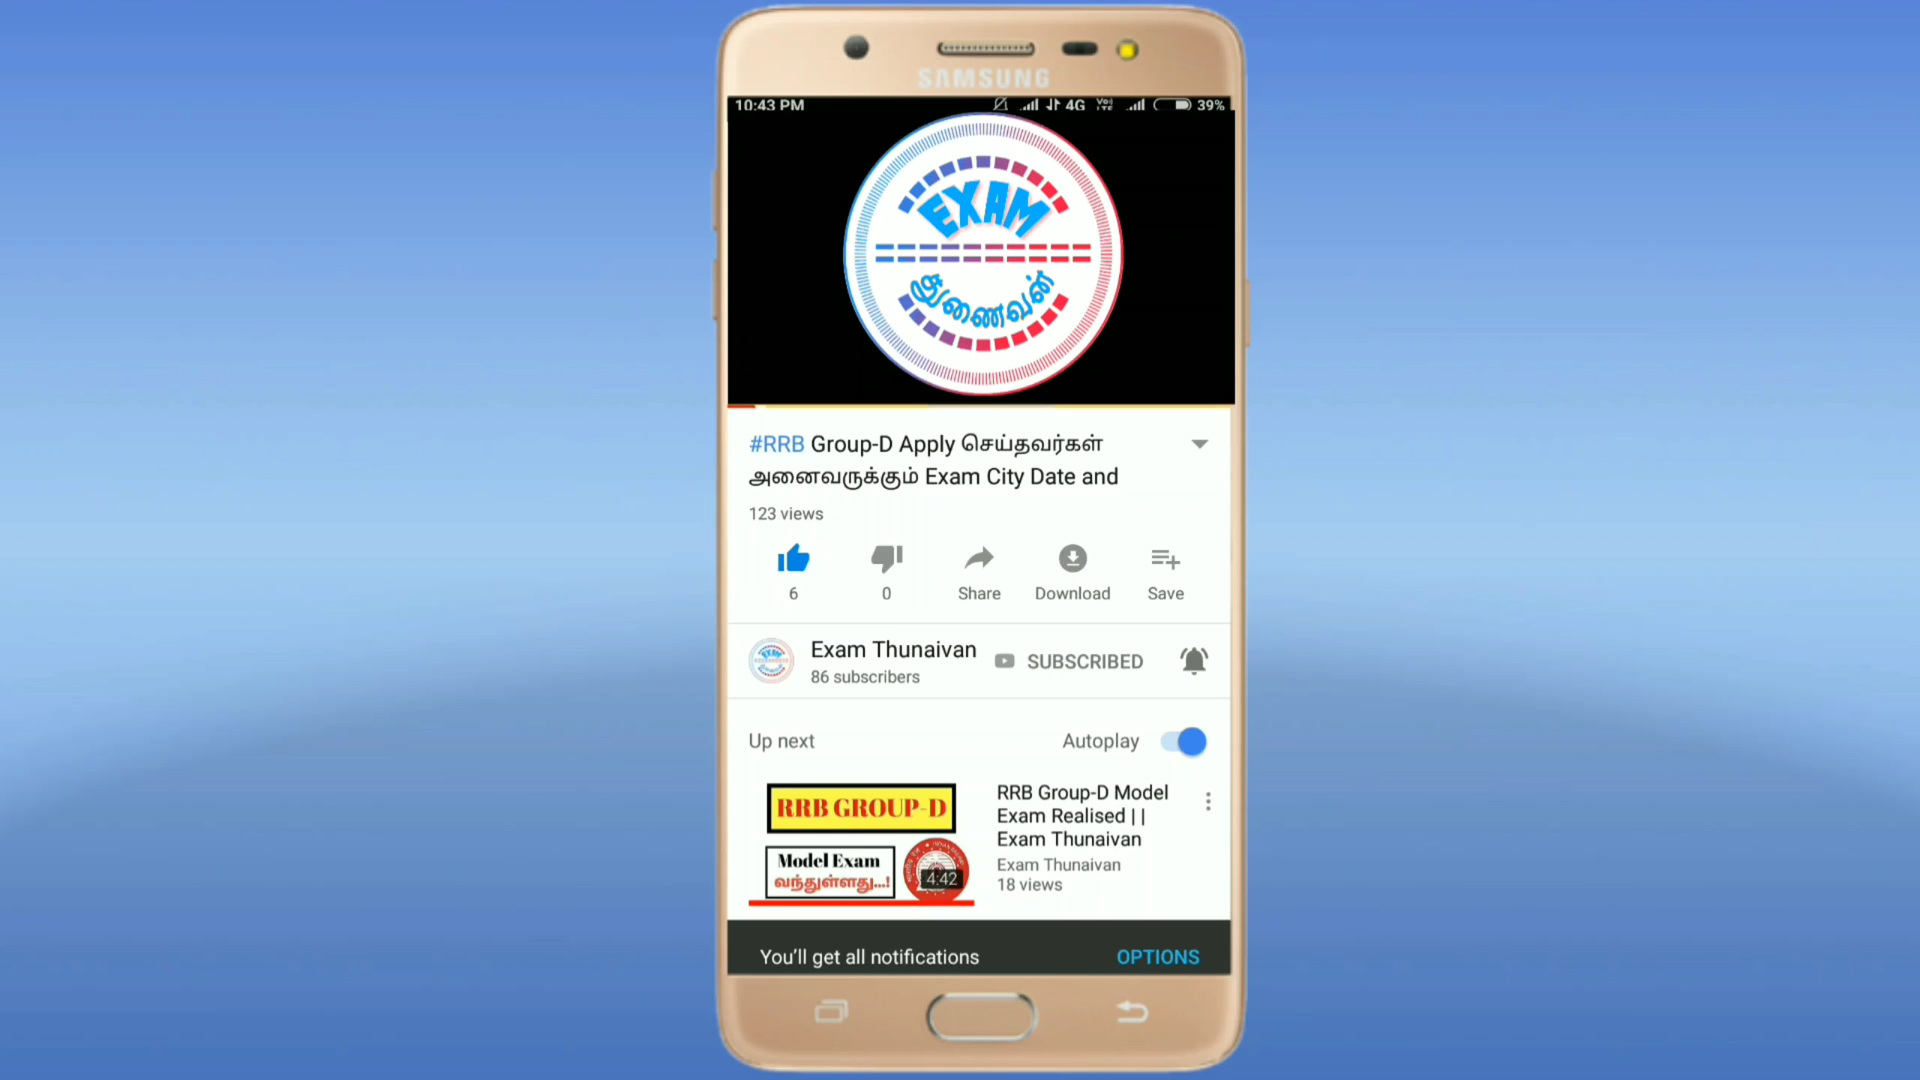 SAMSUNG
10:43 PM 4G 39%
EXAM
துணைவன்
#RRB Group-D Apply செய்தவர்கள்
அனைவருக்கும் Exam City Date and
123 views
6 0 Share Download Save
Exam Thunaivan
86 subscribers
SUBSCRIBED
Up next Autoplay
RRB GROUP-D
Model Exam
வந்துள்ளது...!
4:42
RRB Group-D Model
Exam Realised ||
Exam Thunaivan
Exam Thunaivan
18 views
You'll get all notifications OPTIONS